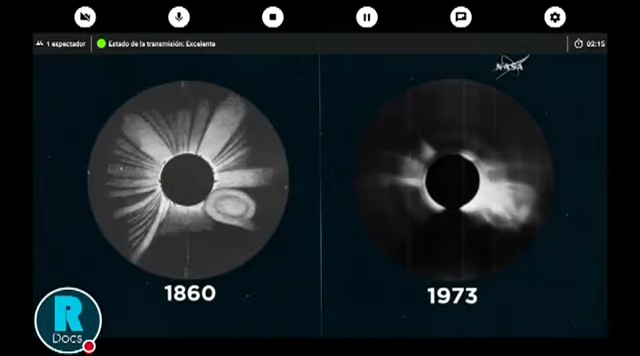 1 espectador
Estado de la transmisión: Excelente
02:15
NASA
1860
1973
R
Docs